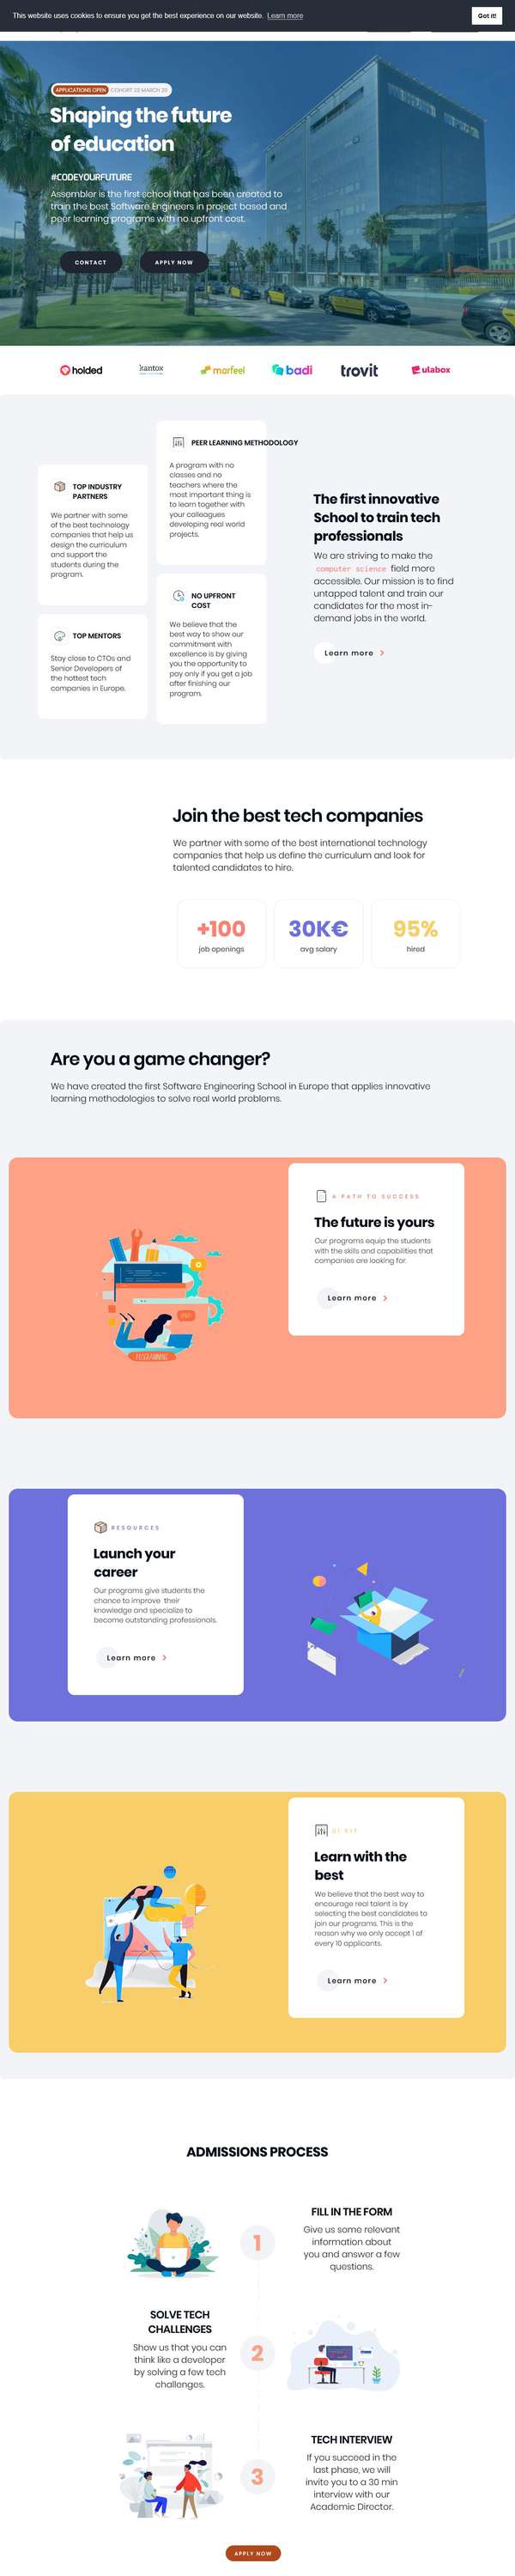 This website uses cookies to ensure you get the best experience on our website. Learn more
Got it!
APPLICATIONS OPEN
Shaping the future
of education
#CODEYOURFUTURE
Assembler is the first school that has been created to
train the best Software Engineers in project based and
peer learning programs with no upfront cost.
CONTACT
APPLY NOW
holded
kantox
marfeel
badi
trovit
ulabox
PEER LEARNING METHODOLOGY
A program with no
classes and no
teachers where the
most important thing is
to learn together with
your colleagues
developing real world
projects.
TOP INDUSTRY
PARTNERS
We partner with some
of the best technology
companies that help us
design the curriculum
and support the
students during the
program.
NO UPFRONT
COST
We believe that the
best way to show our
commitment with
excellence is by giving
you the opportunity to
pay only if you get a job
after finishing our
program.
TOP MENTORS
Stay close to CTOs and
Senior Developers of
the hottest tech
companies in Europe.
The first innovative
School to train tech
professionals
We are striving to make the
computer science field more
accessible. Our mission is to find
untapped talent and train our
candidates for the most in-
demand jobs in the world.
Learn more
Join the best tech companies
We partner with some of the best international technology
companies that help us define the curriculum and look for
talented candidates to hire.
+100
job openings
30K€
avg salary
95%
hired
Are you a game changer?
We have created the first Software Engineering School in Europe that applies innovative
learning methodologies to solve real world problems.
A PATH TO SUCCESS
The future is yours
Our programs equip the students
with the skills and capabilities that
companies are looking for.
Learn more
PROGRAMMING
RESOURCES
Launch your
career
Our programs give students the
chance to improve their
knowledge and specialize to
become outstanding professionals.
Learn more
UI KIT
Learn with the
best
We believe that the best way to
encourage real talent is by
selecting the best candidates to
join our programs. This is the
reason why we only accept 1 of
every 10 applicants.
Learn more
ADMISSIONS PROCESS
1
FILL IN THE FORM
Give us some relevant
information about
you and answer a few
questions.
SOLVE TECH
CHALLENGES
Show us that you can
think like a developer
by solving a few tech
challenges.
2
3
TECH INTERVIEW
If you succeed in the
last phase, we will
invite you to a 30 min
interview with our
Academic Director.
APPLY NOW